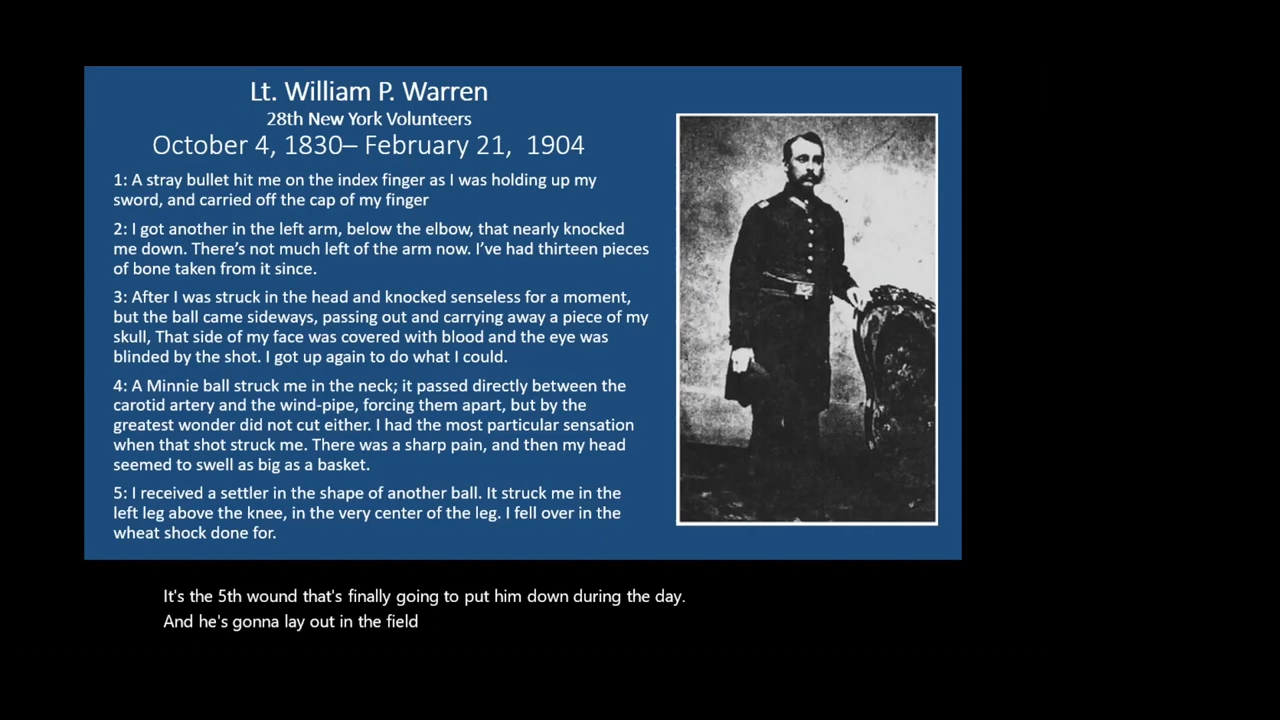 Lt. William P. Warren
28th New York Volunteers
October 4, 1830– February 21, 1904
1: A stray bullet hit me on the index finger as I was holding up my
sword, and carried off the cap of my finger
2: I got another in the left arm, below the elbow, that nearly knocked
me down. There's not much left of the arm now. I've had thirteen pieces
of bone taken from it since.
3: After I was struck in the head and knocked senseless for a moment,
but the ball came sideways, passing out and carrying away a piece of my
skull, That side of my face was covered with blood and the eye was
blinded by the shot. I got up again to do what I could.
4: A Minnie ball struck me in the neck; it passed directly between the
carotid artery and the wind-pipe, forcing them apart, but by the
greatest wonder did not cut either. I had the most particular sensation
when that shot struck me. There was a sharp pain, and then my head
seemed to swell as big as a basket.
5: I received a settler in the shape of another ball. It struck me in the
left leg above the knee, in the very center of the leg. I fell over in the
wheat shock done for.
It's the 5th wound that's finally going to put him down during the day.
And he's gonna lay out in the field